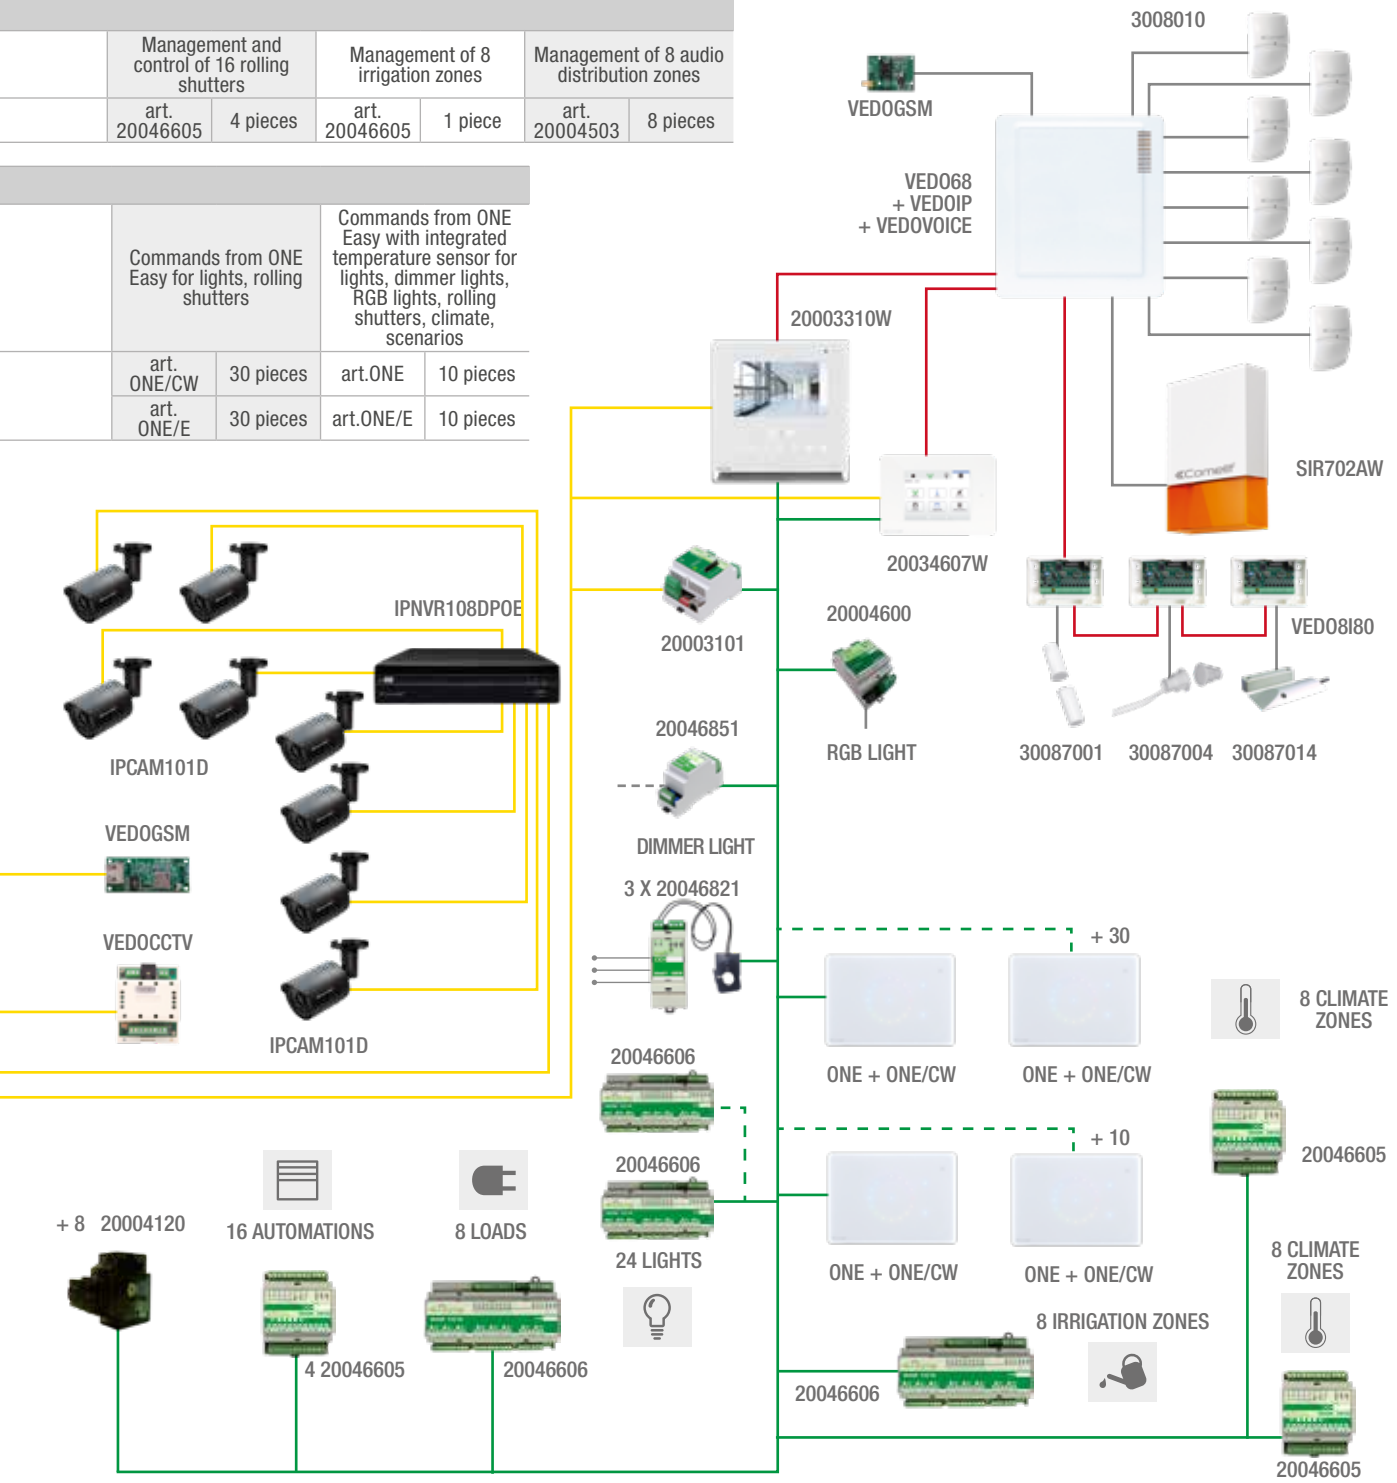 Management and
control of 16 rolling
shutters
Management of 8
irrigation zones
Management of 8 audio
distribution zones
art.
20046605
4 pieces
art.
20046605
1 piece
art.
20004503
8 pieces
Commands from ONE
Easy for lights, rolling
shutters
Commands from ONE
Easy with integrated
temperature sensor for
lights, dimmer lights,
RGB lights, rolling
shutters, climate,
scenarios
art.
ONE/CW
30 pieces
art.ONE
10 pieces
art.
ONE/E
30 pieces
art.ONE/E
10 pieces
3008010
VEDOGSM
VEDO68
+ VEDOIP
+ VEDOVOICE
20003310W
Comelit
SIR702AW
20034607W
IPNVR108DPOE
20003101
20004600
VEDO8I80
RGB LIGHT
30087001
30087004
30087014
20046851
IPCAM101D
DIMMER LIGHT
VEDOGSM
3 X 20046821
VEDOCCTV
+ 30
8 CLIMATE
ZONES
IPCAM101D
20046606
ONE + ONE/CW
ONE + ONE/CW
+ 10
20046606
20046605
+ 8 20004120
16 AUTOMATIONS
8 LOADS
24 LIGHTS
ONE + ONE/CW
ONE + ONE/CW
8 CLIMATE
ZONES
8 IRRIGATION ZONES
4 20046605
20046606
20046606
20046605